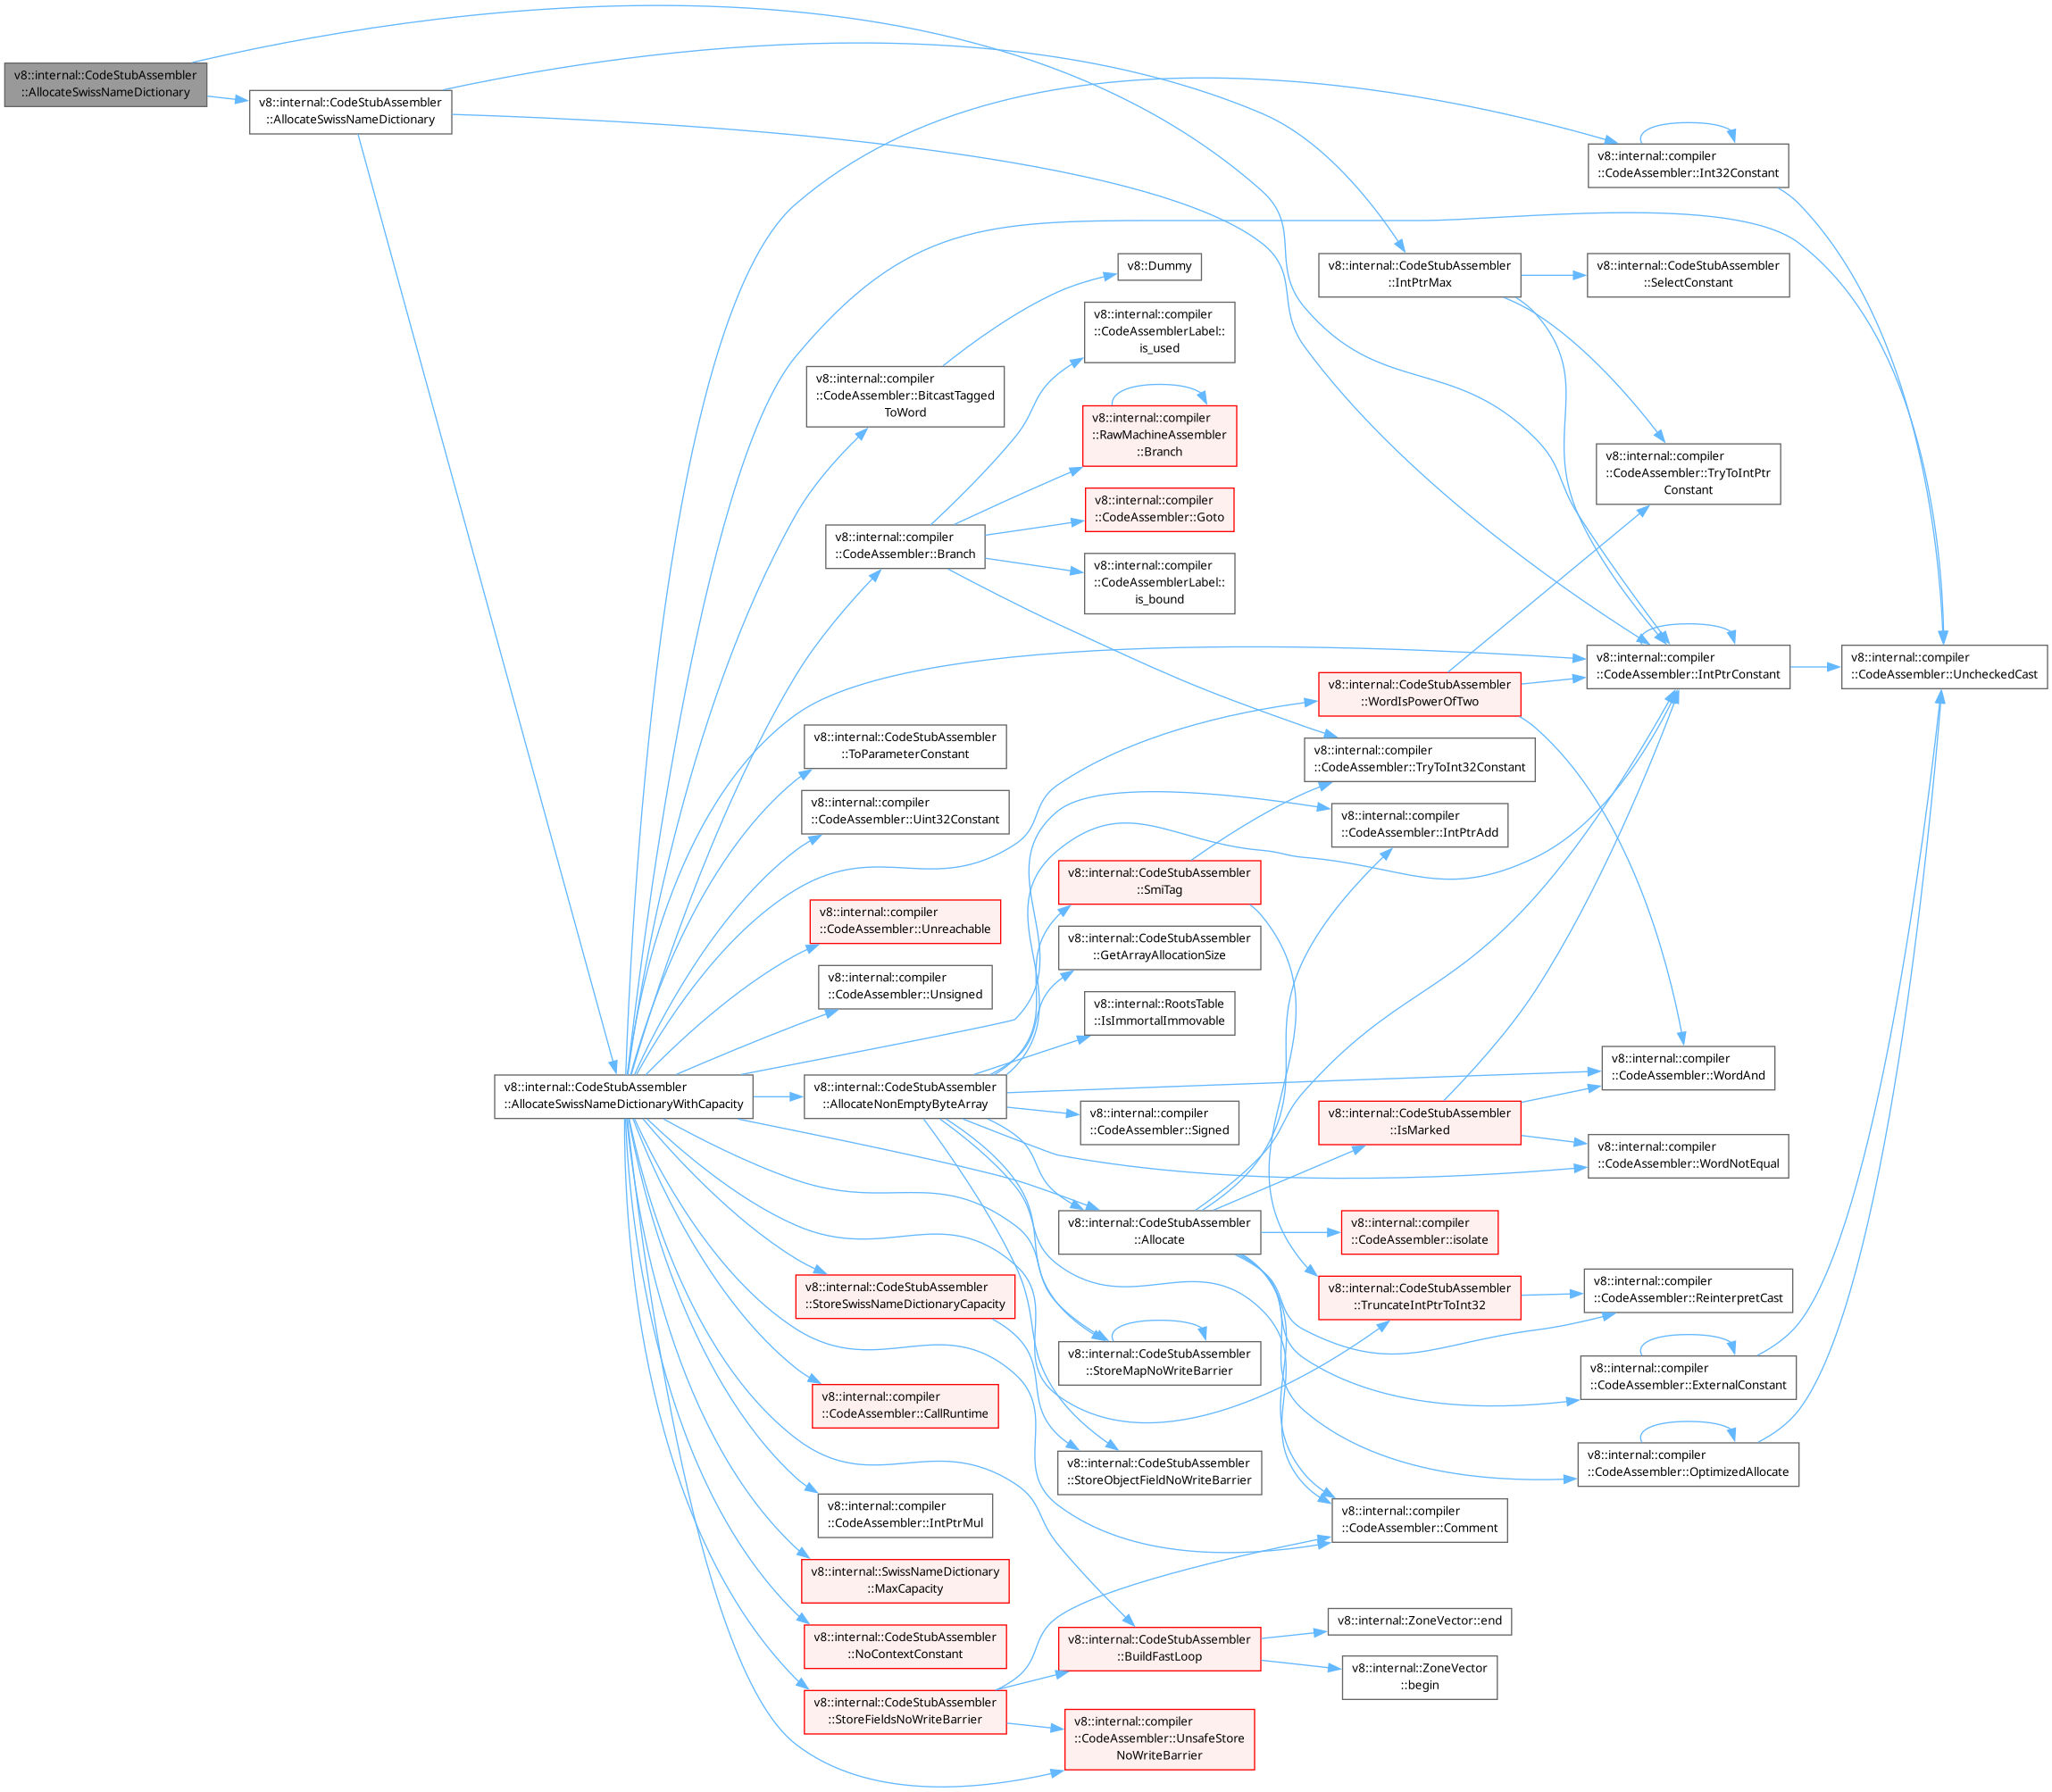 v8::internal::CodeStubAssembler
::AllocateSwissNameDictionary
v8::internal::CodeStubAssembler
::AllocateSwissNameDictionary
v8::internal::CodeStubAssembler
::AllocateSwissNameDictionaryWithCapacity
v8::internal::compiler
::CodeAssembler::BitcastTagged
ToWord
v8::internal::compiler
::CodeAssembler::Branch
v8::internal::CodeStubAssembler
::ToParameterConstant
v8::internal::compiler
::CodeAssembler::Uint32Constant
v8::internal::compiler
::CodeAssembler::Unreachable
v8::internal::compiler
::CodeAssembler::Unsigned
v8::internal::CodeStubAssembler
::AllocateNonEmptyByteArray
v8::internal::CodeStubAssembler
::StoreSwissNameDictionaryCapacity
v8::internal::compiler
::CodeAssembler::CallRuntime
v8::internal::compiler
::CodeAssembler::IntPtrMul
v8::internal::SwissNameDictionary
::MaxCapacity
v8::internal::CodeStubAssembler
::NoContextConstant
v8::internal::CodeStubAssembler
::StoreFieldsNoWriteBarrier
v8::Dummy
v8::internal::compiler
::CodeAssemblerLabel::
is_used
v8::internal::compiler
::RawMachineAssembler
::Branch
v8::internal::compiler
::CodeAssembler::Goto
v8::internal::compiler
::CodeAssemblerLabel::
is_bound
v8::internal::CodeStubAssembler
::SmiTag
v8::internal::CodeStubAssembler
::GetArrayAllocationSize
v8::internal::RootsTable
::IsImmortalImmovable
v8::internal::compiler
::CodeAssembler::Signed
v8::internal::CodeStubAssembler
::Allocate
v8::internal::CodeStubAssembler
::StoreMapNoWriteBarrier
v8::internal::CodeStubAssembler
::StoreObjectFieldNoWriteBarrier
v8::internal::CodeStubAssembler
::BuildFastLoop
v8::internal::compiler
::CodeAssembler::UnsafeStore
NoWriteBarrier
v8::internal::CodeStubAssembler
::IntPtrMax
v8::internal::CodeStubAssembler
::WordIsPowerOfTwo
v8::internal::compiler
::CodeAssembler::TryToInt32Constant
v8::internal::compiler
::CodeAssembler::IntPtrAdd
v8::internal::CodeStubAssembler
::IsMarked
v8::internal::compiler
::CodeAssembler::isolate
v8::internal::CodeStubAssembler
::TruncateIntPtrToInt32
v8::internal::compiler
::CodeAssembler::Comment
v8::internal::ZoneVector::end
v8::internal::ZoneVector
::begin
v8::internal::compiler
::CodeAssembler::Int32Constant
v8::internal::CodeStubAssembler
::SelectConstant
v8::internal::compiler
::CodeAssembler::TryToIntPtr
Constant
v8::internal::compiler
::CodeAssembler::IntPtrConstant
v8::internal::compiler
::CodeAssembler::WordAnd
v8::internal::compiler
::CodeAssembler::WordNotEqual
v8::internal::compiler
::CodeAssembler::ReinterpretCast
v8::internal::compiler
::CodeAssembler::ExternalConstant
v8::internal::compiler
::CodeAssembler::OptimizedAllocate
v8::internal::compiler
::CodeAssembler::UncheckedCast